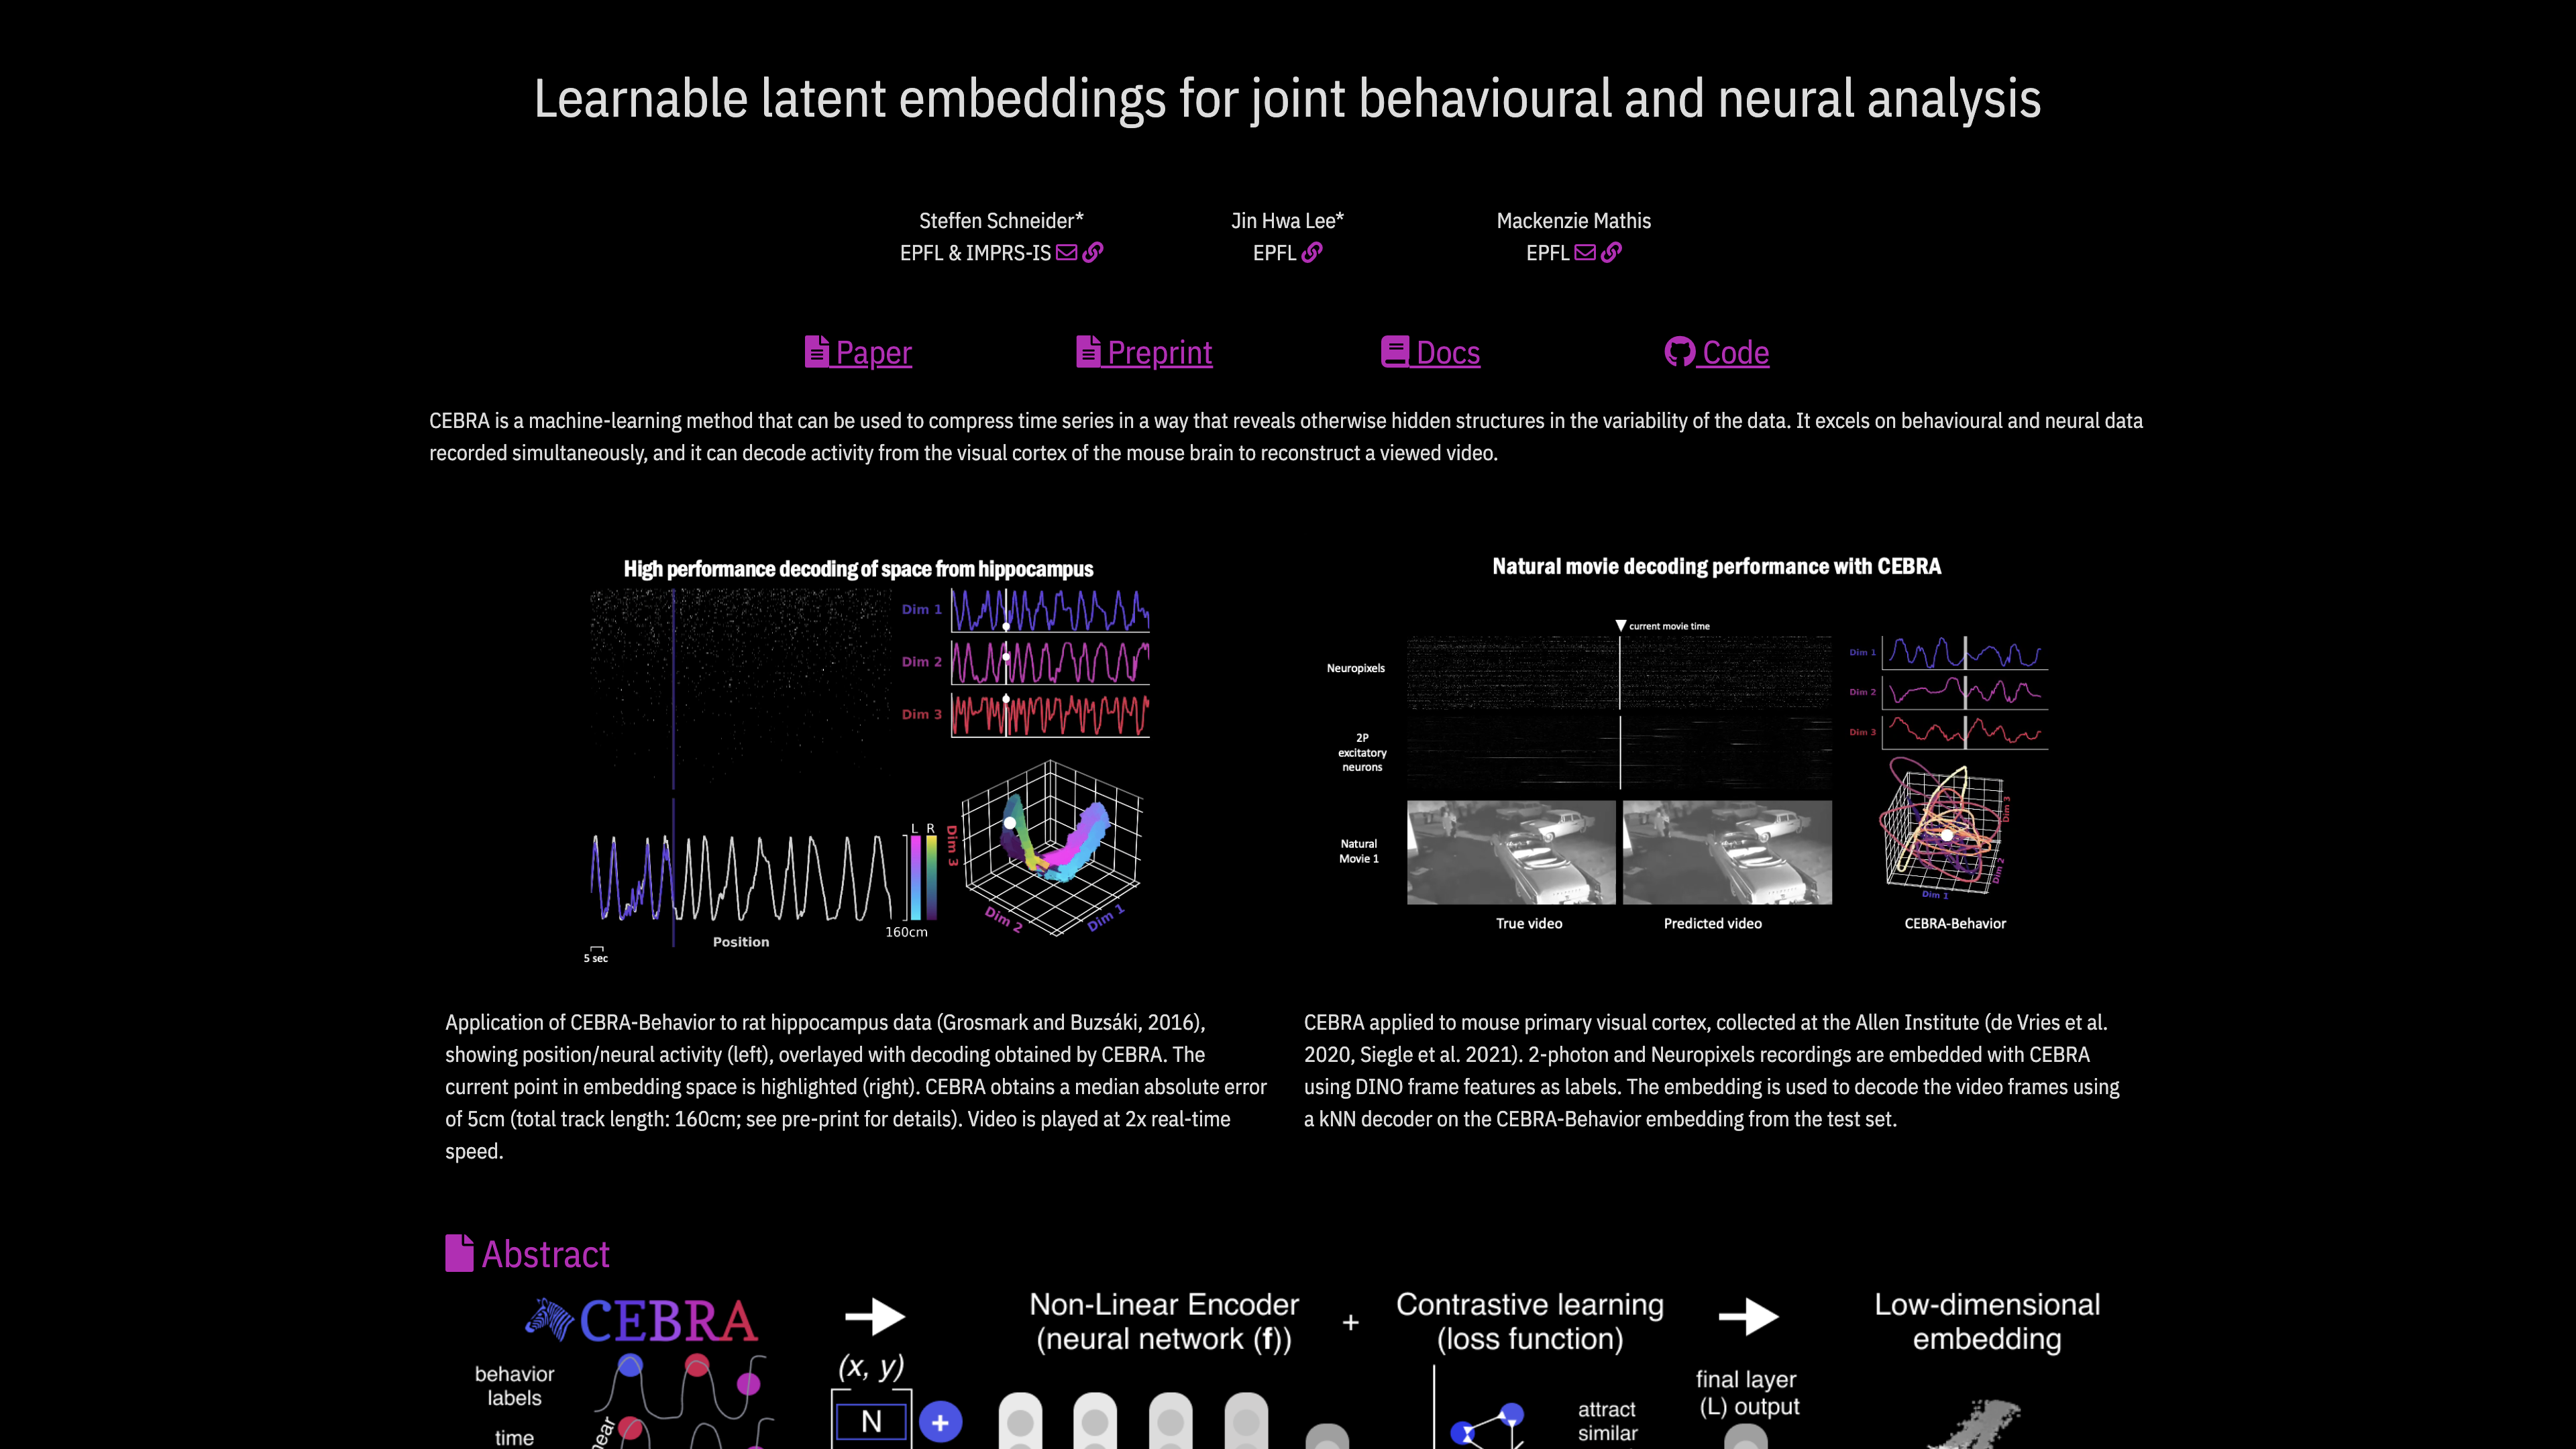 Learnable latent embeddings for joint behavioural and neural analysis
Steffen Schneider*
EPFL & IMPRS-IS
Jin Hwa Lee*
EPFL
Mackenzie Mathis
EPFL
Paper
Preprint
Docs
Code
CEBRA is a machine-learning method that can be used to compress time series in a way that reveals otherwise hidden structures in the variability of the data. It excels on behavioural and neural data
recorded simultaneously, and it can decode activity from the visual cortex of the mouse brain to reconstruct a viewed video.
High performance decoding of space from hippocampus
Dim 1
Dim 2
Dim 3
L R
160cm
Position
5 sec
Dim 3
Dim 2
Dim 1
Natural movie decoding performance with CEBRA
current movie time
Neuropixels
2P
excitatory
neurons
Natural
Movie 1
True video
Predicted video
Dim 1
Dim 2
Dim 3
Dim 3
Dim 2
Dim 1
CEBRA-Behavior
Application of CEBRA-Behavior to rat hippocampus data (Grosmark and Buzsáki, 2016),
showing position/neural activity (left), overlayed with decoding obtained by CEBRA. The
current point in embedding space is highlighted (right). CEBRA obtains a median absolute error
of 5cm (total track length: 160cm; see pre-print for details). Video is played at 2x real-time
speed.
CEBRA applied to mouse primary visual cortex, collected at the Allen Institute (de Vries et al.
2020, Siegle et al. 2021). 2-photon and Neuropixels recordings are embedded with CEBRA
using DINO frame features as labels. The embedding is used to decode the video frames using
a kNN decoder on the CEBRA-Behavior embedding from the test set.
Abstract
CEBRA
behavior
labels
time
(x, y)
N
+
Non-Linear Encoder
(neural network (f))
+
Contrastive learning
(loss function)
attract
similar
final layer
(L) output
Low-dimensional
embedding